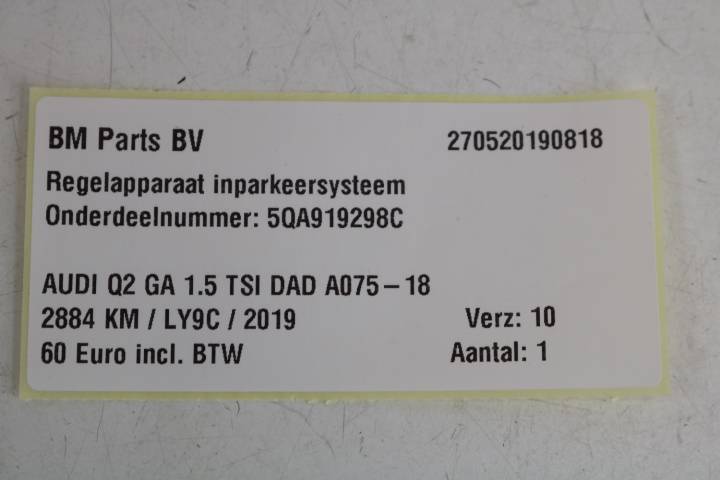 BM Parts BV 270520190818
Regelapparaat inparkeersysteem
Onderdeelnummer: 5QA919298C
AUDI Q2 GA 1.5 TSI DAD A075-18
2884 KM / LY9C / 2019 Verz: 10
60 Euro incl. BTW Aantal: 1